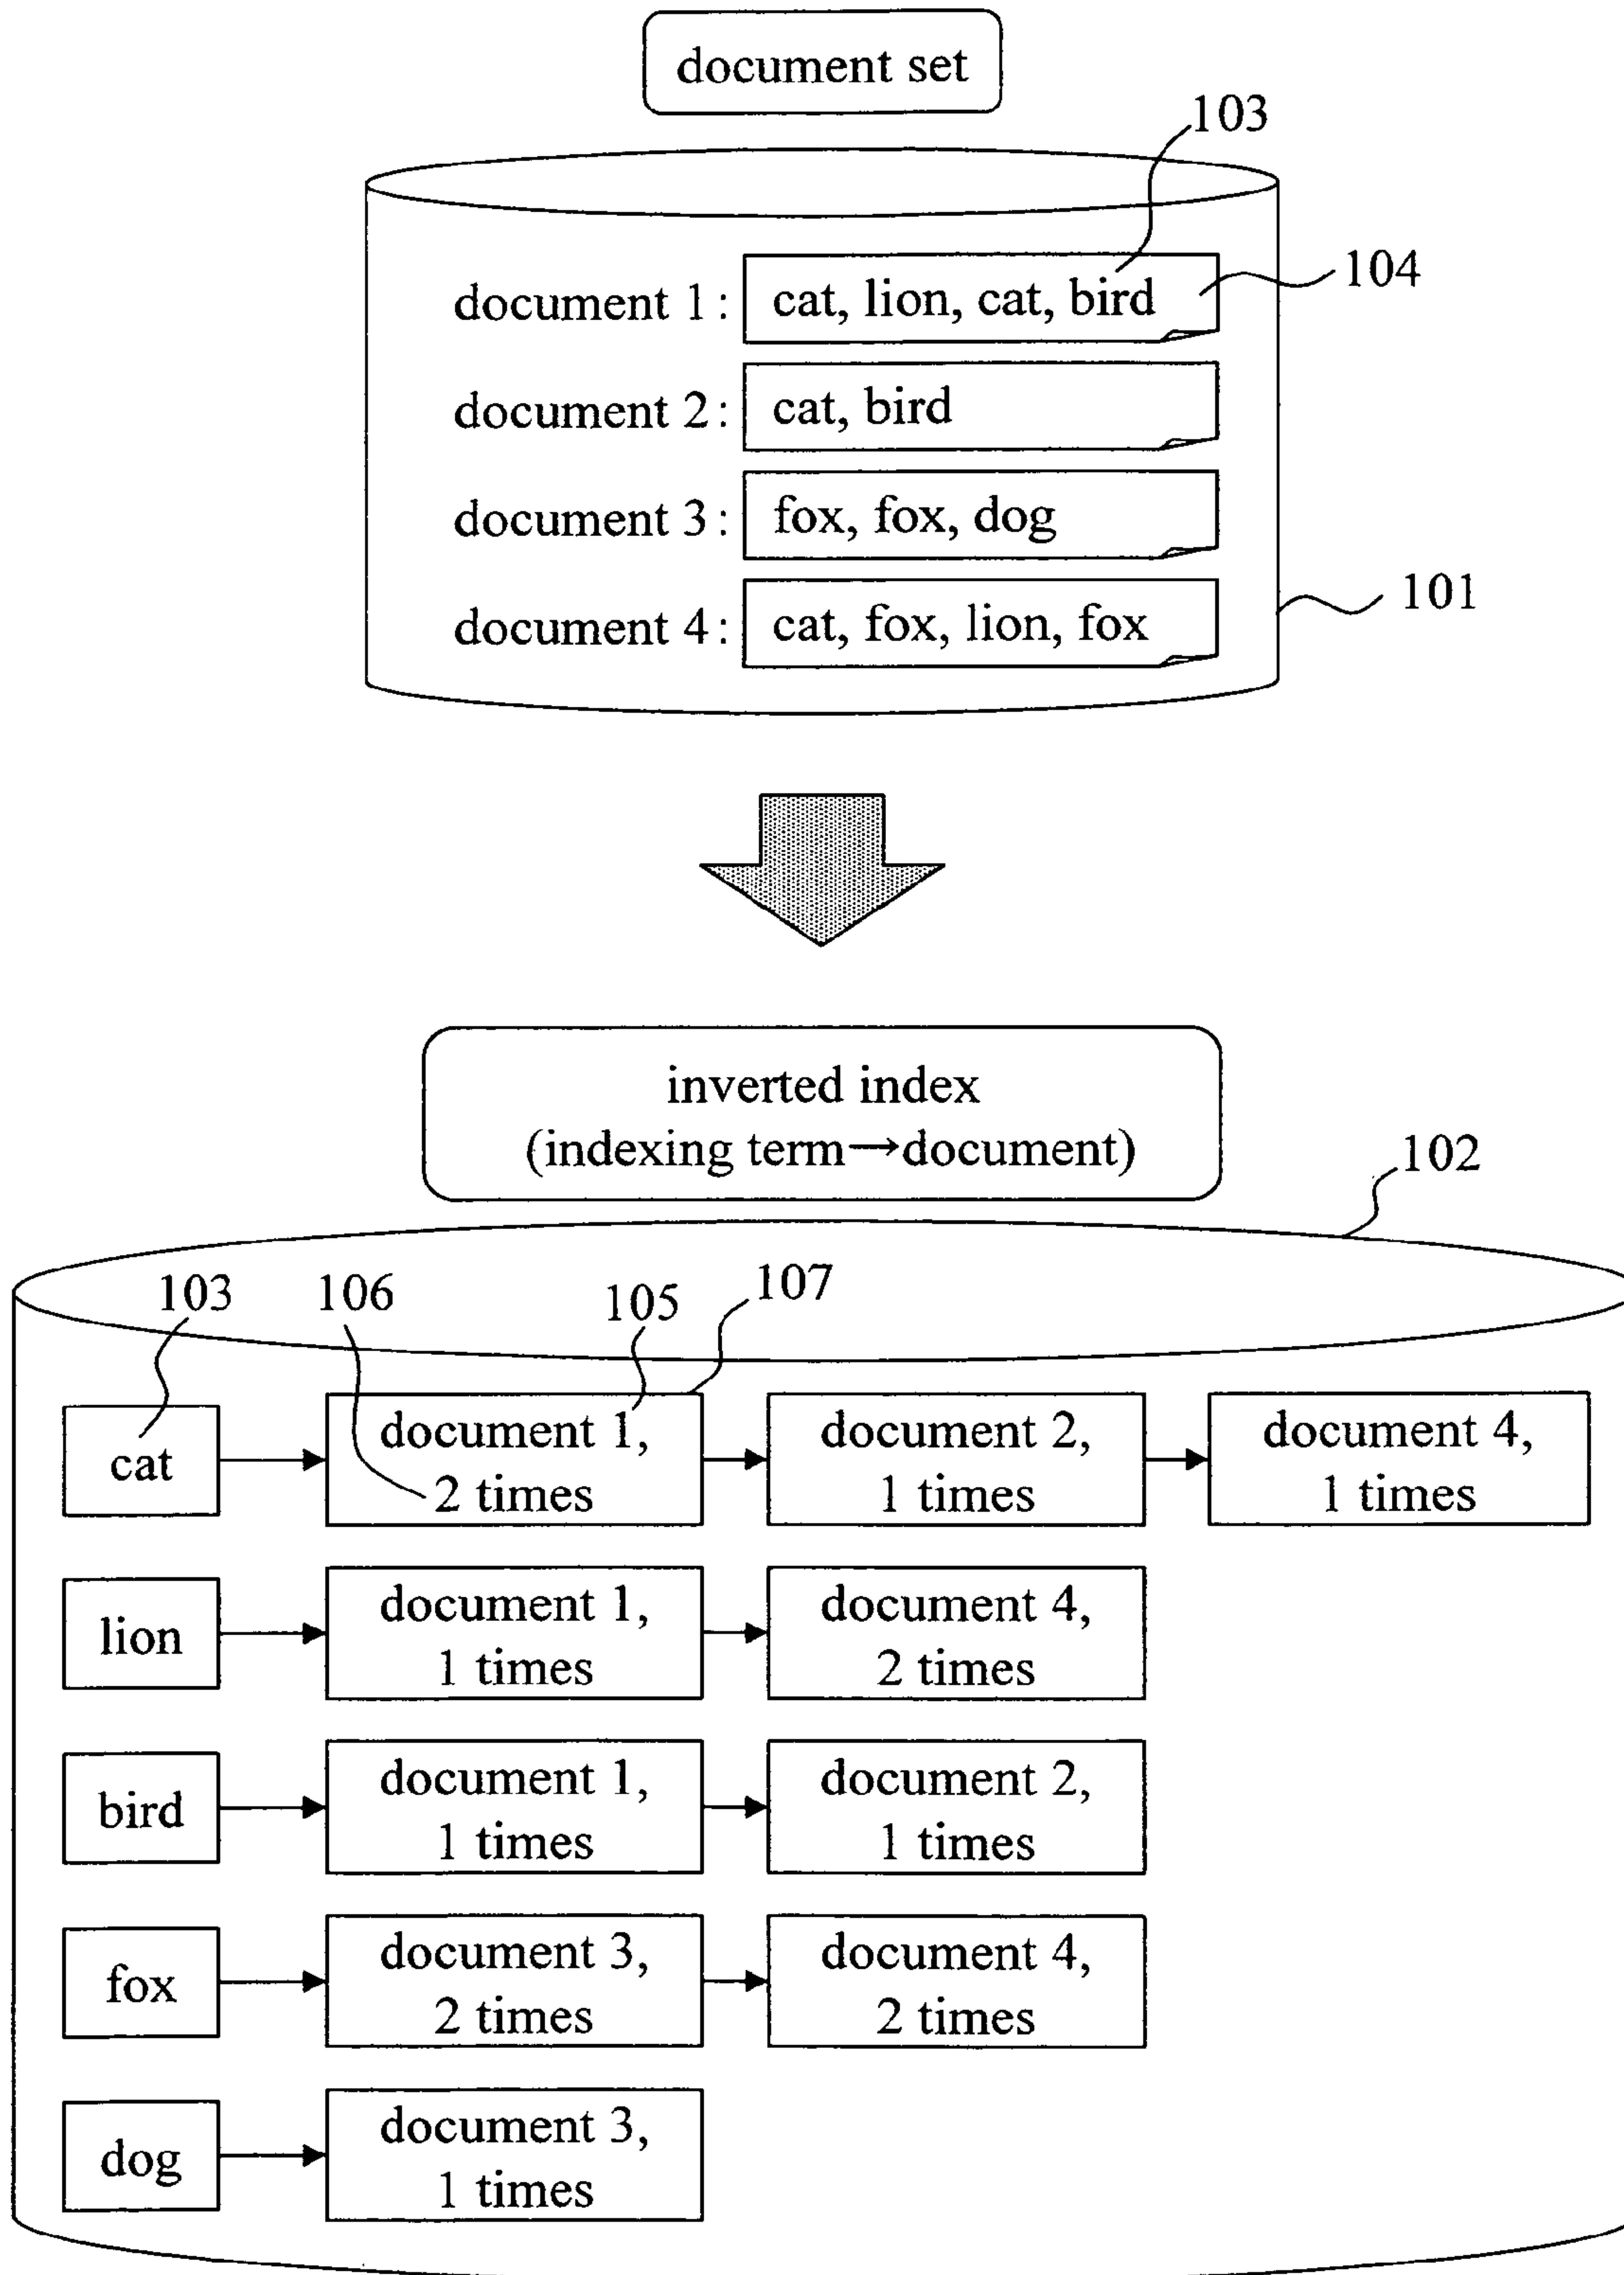 document set
103
document 1: cat, lion, cat, bird
104
document 2: cat, bird
document 3: fox, fox, dog
document 4: cat, fox, lion, fox
101
inverted index
(indexing term→document)
102
103
106
105
107
cat
document 1,
2 times
document 2,
1 times
document 4,
1 times
lion
document 1,
1 times
document 4,
2 times
bird
document 1,
1 times
document 2,
1 times
fox
document 3,
2 times
document 4,
2 times
dog
document 3,
1 times